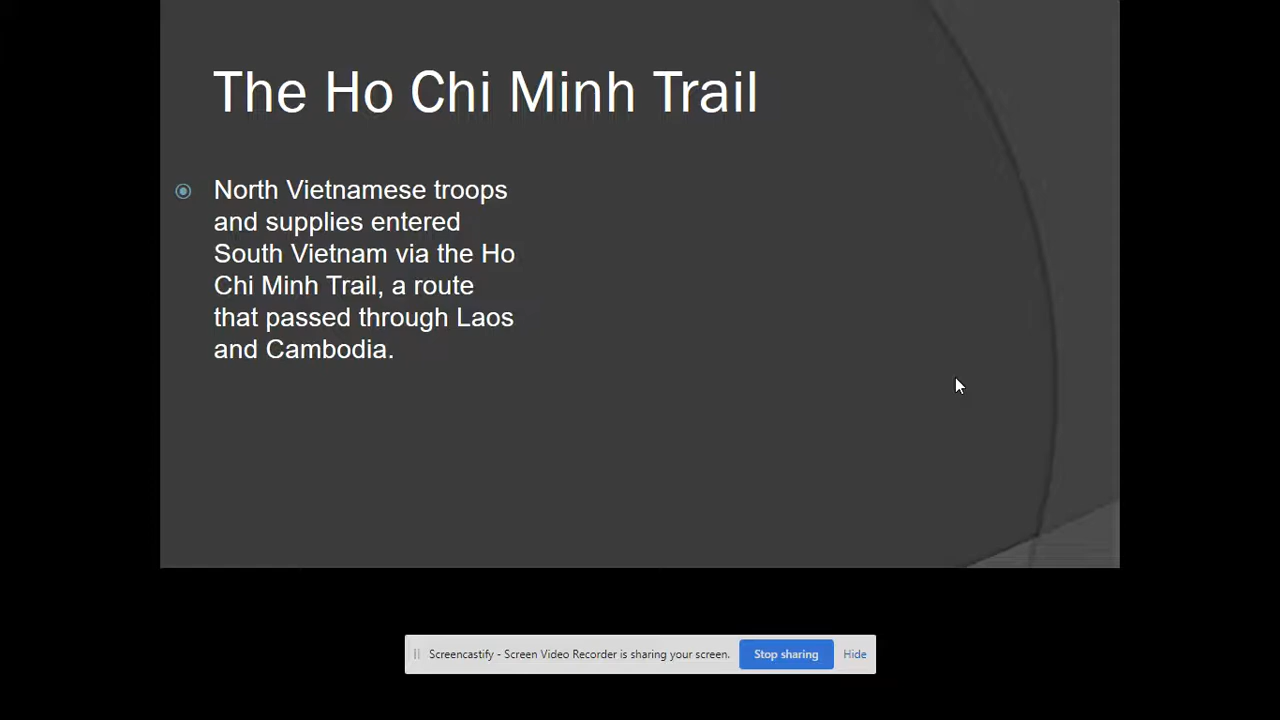 The Ho Chi Minh Trail
North Vietnamese troops
and supplies entered
South Vietnam via the Ho
Chi Minh Trail, a route
that passed through Laos
and Cambodia.
Screencastify - Screen Video Recorder is sharing your screen. Stop sharing Hide